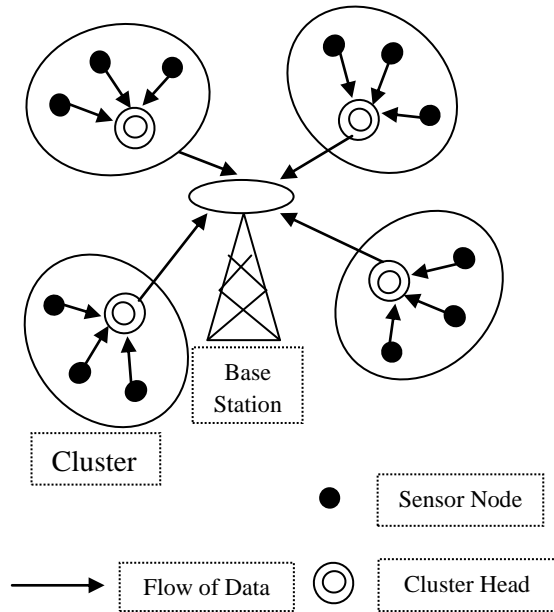 Base
Station
Cluster
Sensor Node
Flow of Data
Cluster Head